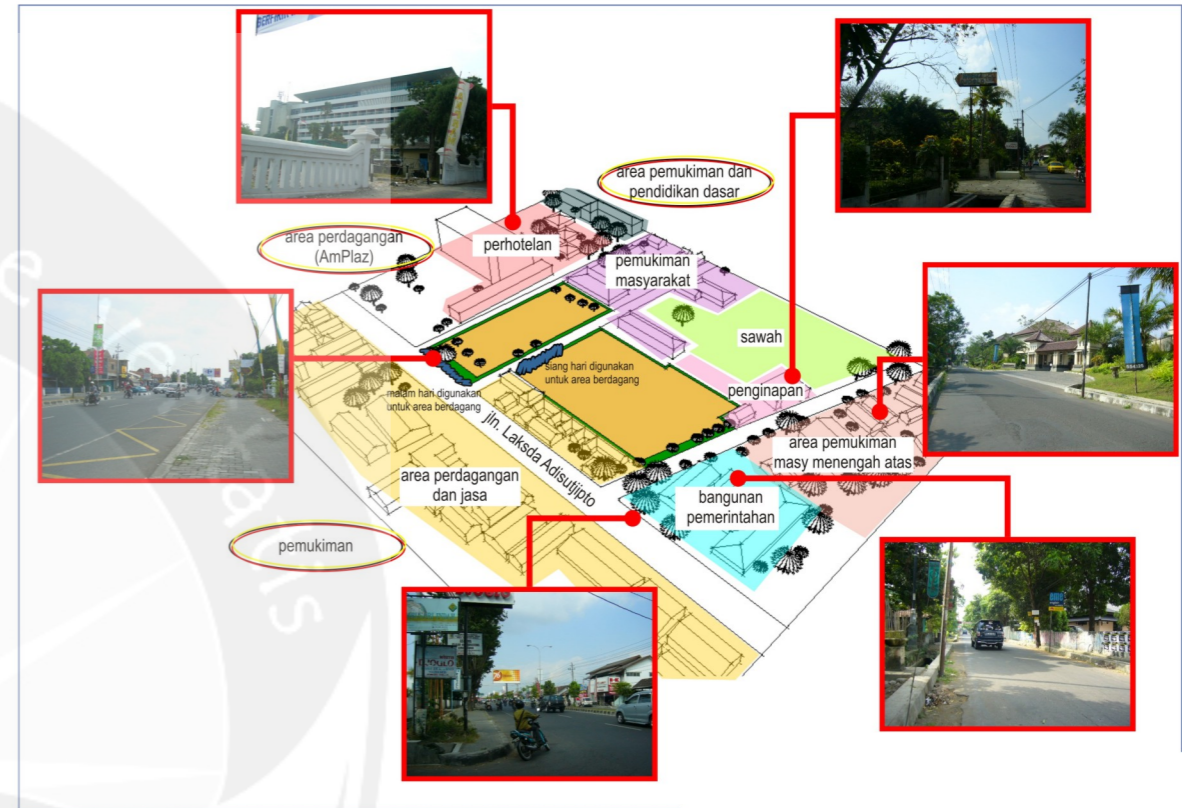 area pemukiman dan
pendidikan dasar
area perdagangan
(AmPlaz)
perhotelan
pemukiman
masyarakat
sawah
siang hari digunakan
untuk area berdagang
penginapan
malam hari digunakan
untuk area berdagang
jln. Laksda Adisutjipto
area pemukiman
masy menengah atas
area perdagangan
dan jasa
bangunan
pemerintahan
pemukiman